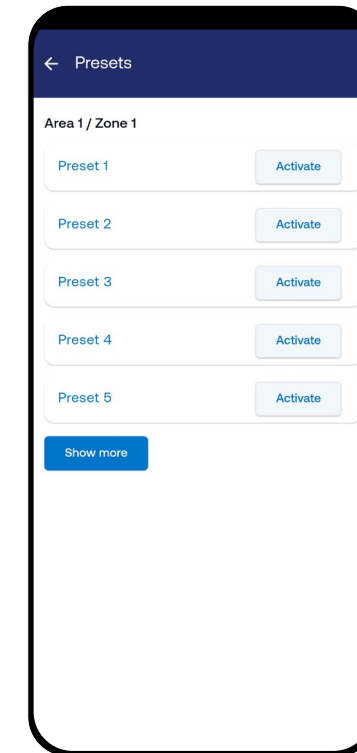 Presets
Area 1 / Zone 1
Preset 1 Activate
Preset 2 Activate
Preset 3 Activate
Preset 4 Activate
Preset 5 Activate
Show more